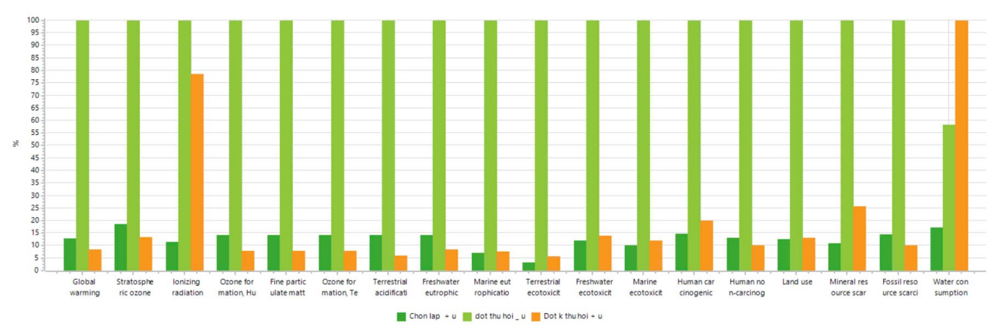 100
95
90
85
80
75
70
65
60
55
50
45
40
35
30
25
20
15
10
5
0
%
Global
warming
Stratosphe
ric ozone
Ionizing
radiation
Ozone for
mation, Hu
Fine partic
ulate matt
Ozone for
mation, Te
Terrestrial
acidificati
Freshwater
eutrophic
Marine eut
rophicatio
Terrestrial
ecotoxicit
Freshwater
ecotoxicit
Marine
ecotoxicit
Human car
cinogenic
Human no
n-carcinog
Land use
Mineral res
ource scar
Fossil reso
urce scarci
Water con
sumption
Chon lap + u
dot thu hoi _ u
Dot k thu hoi + u